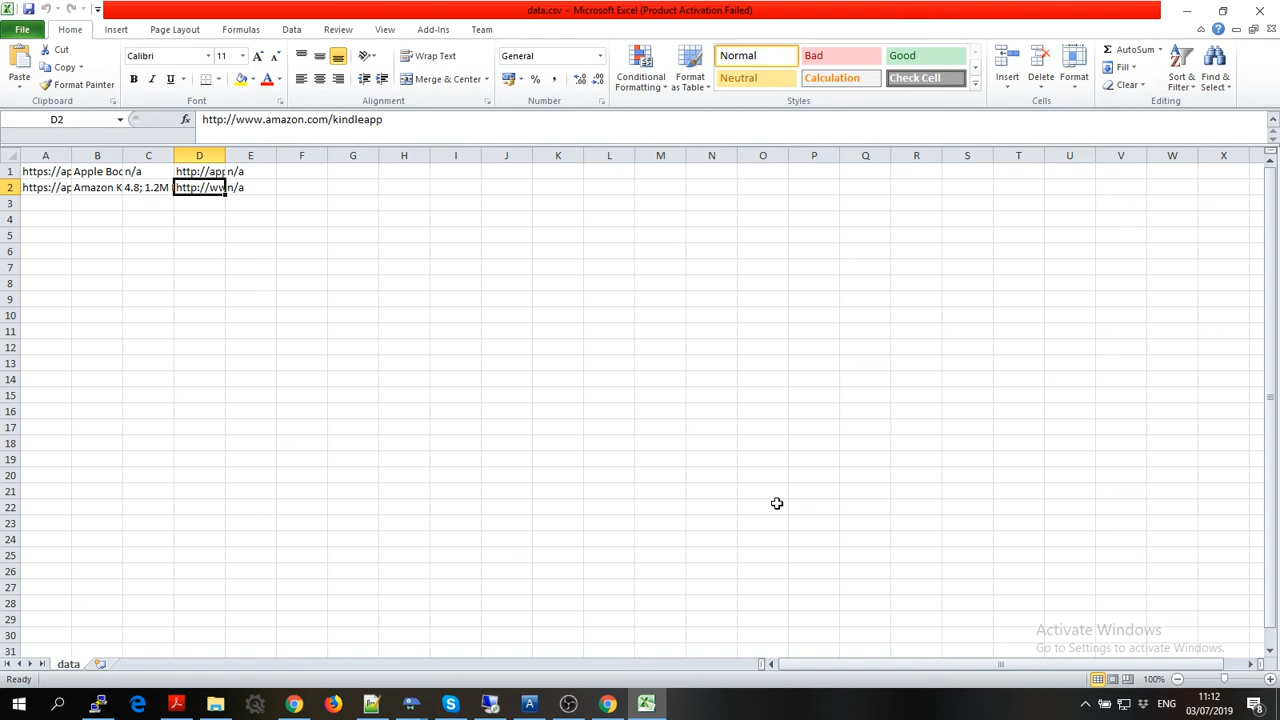 data.csv - Microsoft Excel (Product Activation Failed)
File Home Insert Page Layout Formulas Data Review View Add-Ins Team
Paste
Cut
Copy
Format Painter
Clipboard
Calibri 11
B I U
Font
Wrap Text
Merge & Center
Alignment
General
%
Number
Conditional Formatting
Format as Table
Normal Bad Good
Neutral Calculation Check Cell
Styles
Insert Delete Format
Cells
AutoSum
Fill
Clear
Sort & Filter
Find & Select
Editing
D2 fx http://www.amazon.com/kindleapp
A B C D E F G H I J K L M N O P Q R S T U V W X
1 https://ap Apple Boo n/a http://app n/a
2 https://ap Amazon K 4.8; 1.2M http://ww n/a
3
4
5
6
7
8
9
10
11
12
13
14
15
16
17
18
19
20
21
22
23
24
25
26
27
28
29
30
31
Activate Windows
Go to Settings to activate Windows.
data
Ready 100%
ENG
11:12
03/07/2019